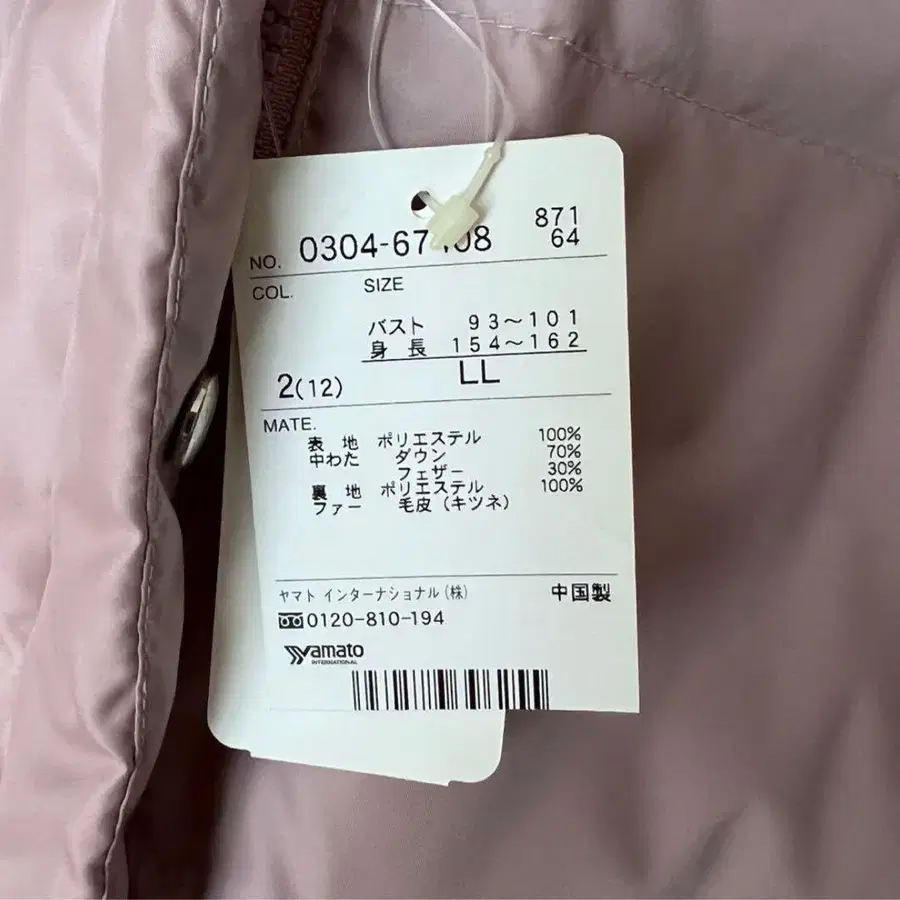 871
NO. 0304-67408 64
COL. SIZE
バスト 93～101
身長 154～162
2(12) LL
MATE.
表地 ポリエステル 100%
中わた ダウン 70%
フェザー 30%
裏地 ポリエステル 100%
ファー 毛皮(キツネ)
ヤマト インターナショナル(株) 中国製
0120-810-194
Yamato
INTERNATIONAL